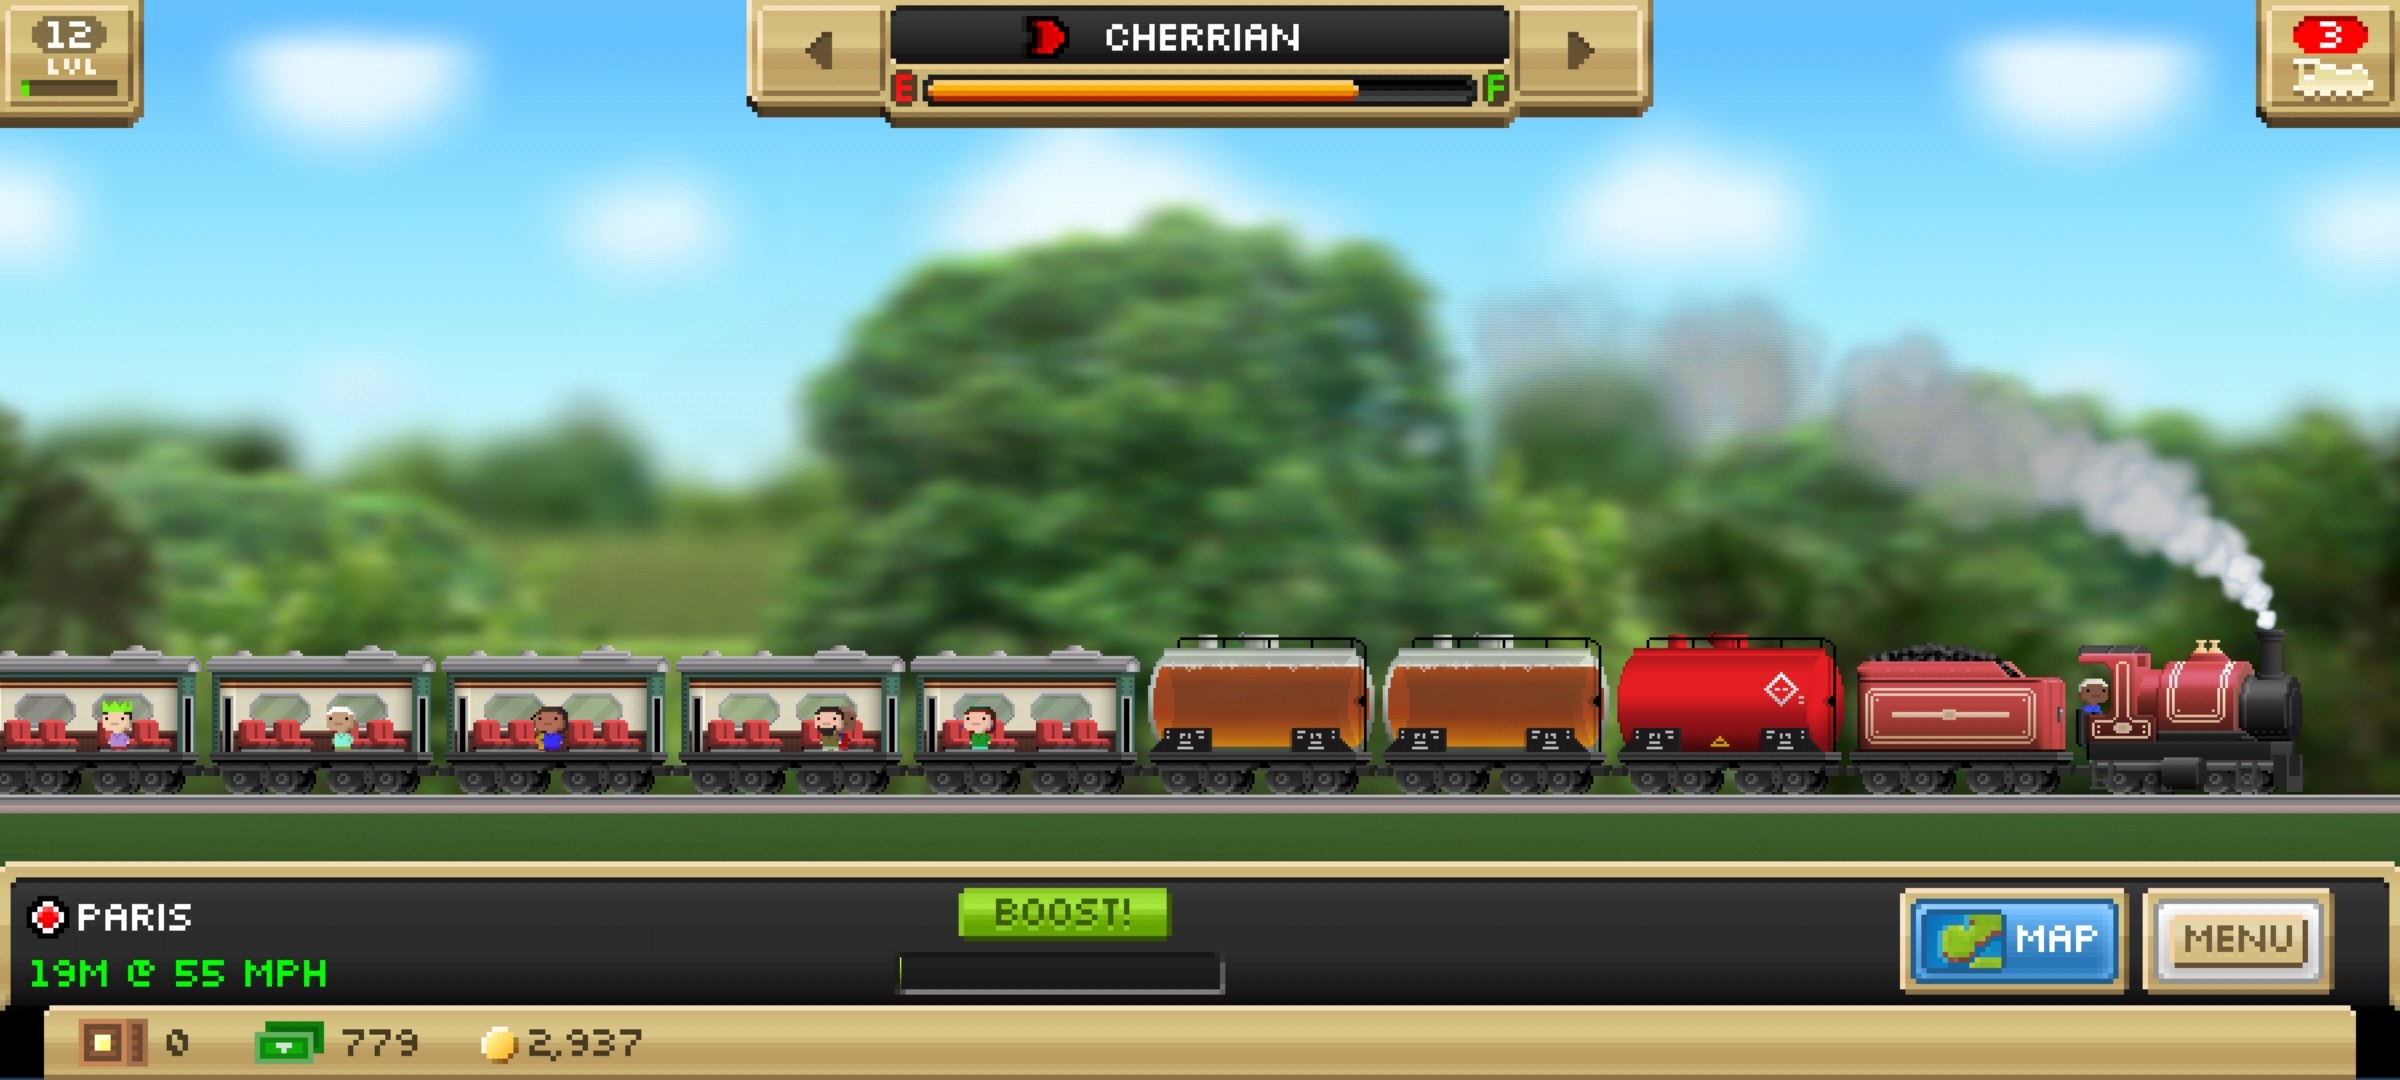 12
LVL
CHERRIAN
E F
3
PARIS
19M @ 55 MPH
BOOST!
MAP
MENU
0 779 2,937